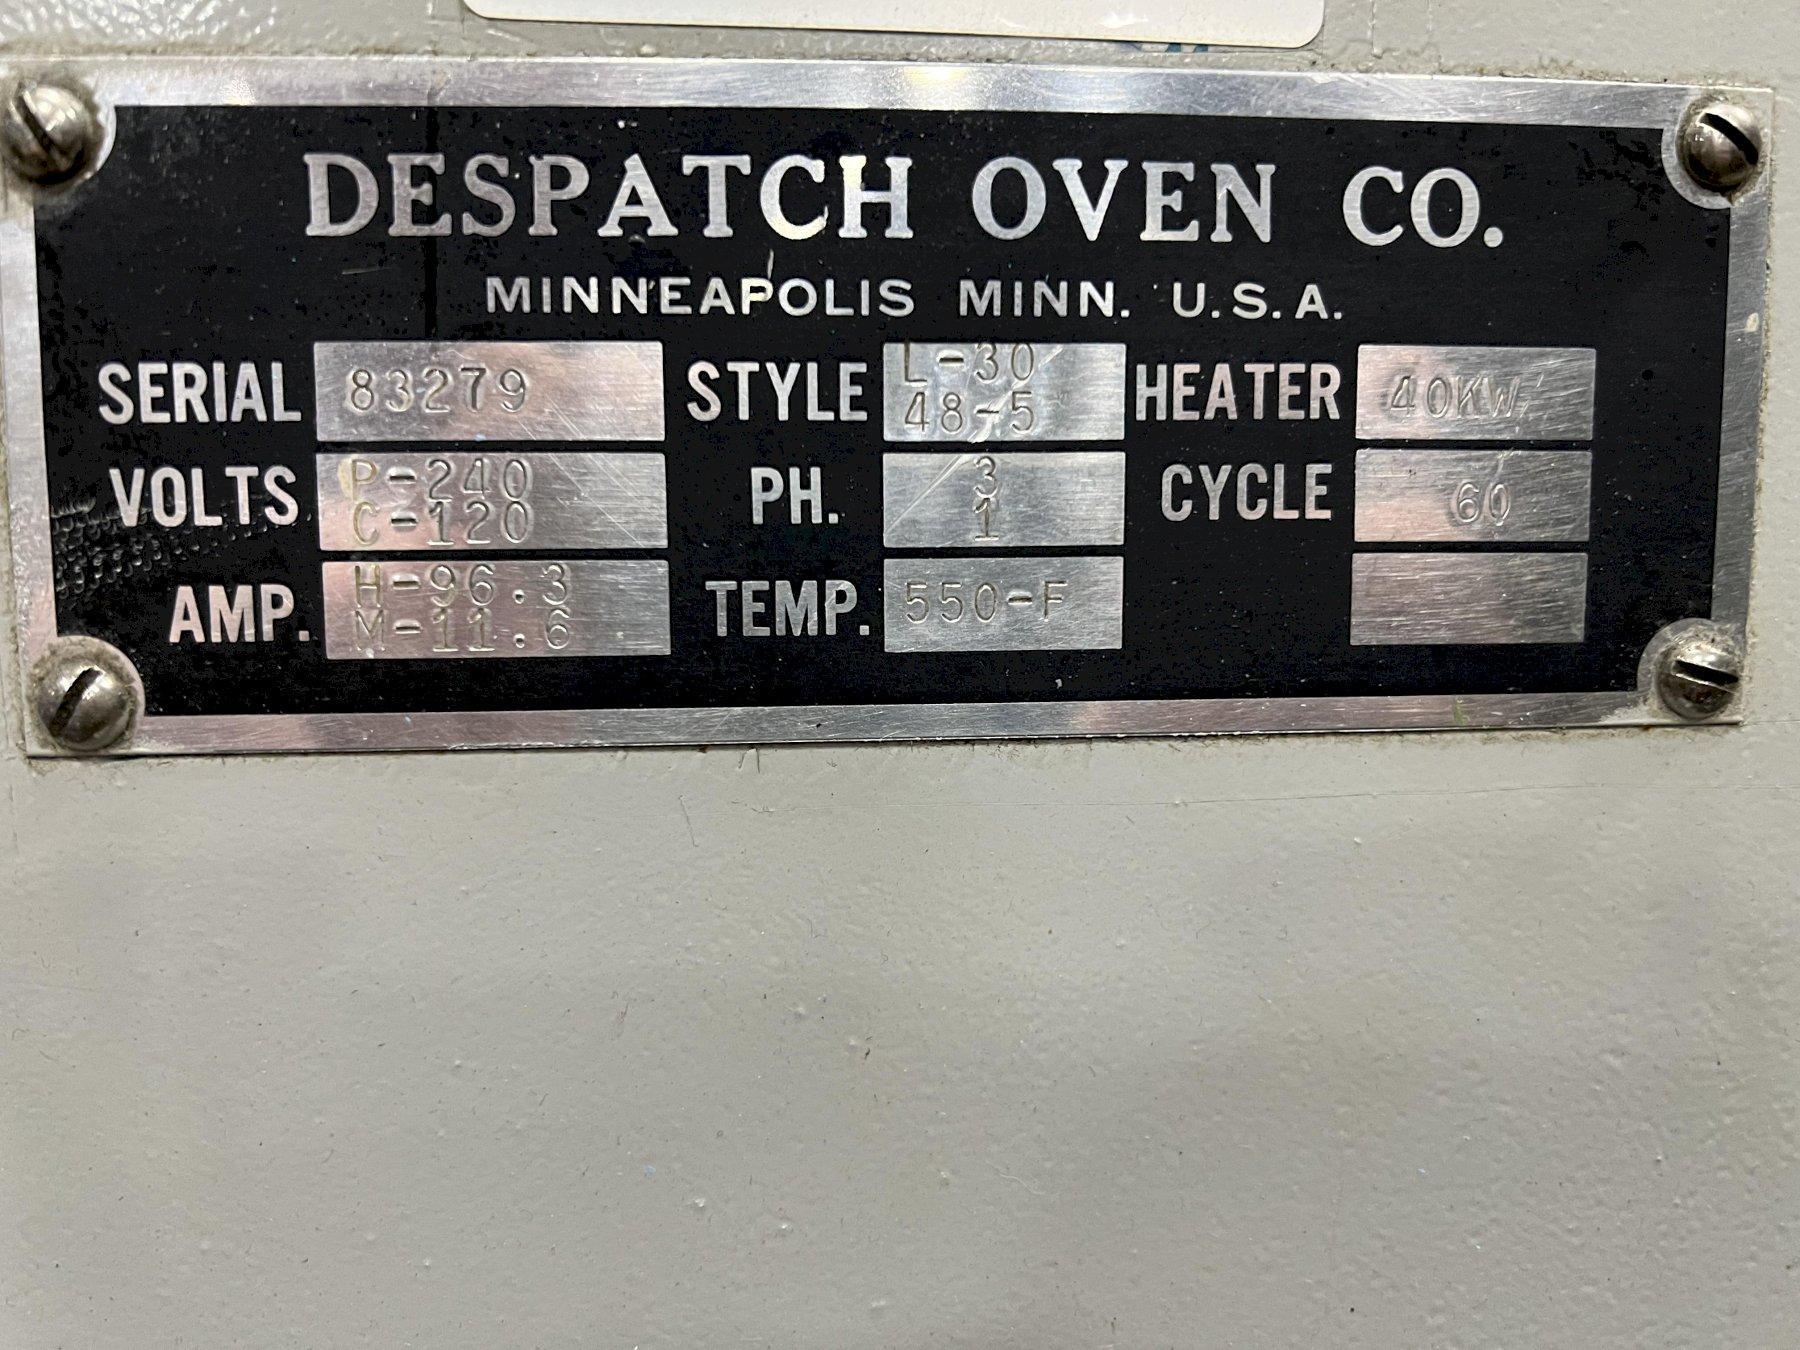 DESPATCH OVEN CO.
MINNEAPOLIS MINN. U.S.A.
SERIAL 83279 STYLE L-30 48-5 HEATER 40KW
VOLTS P-240 C-120 PH. 3 1 CYCLE 60
AMP. H-96.3 M-11.6 TEMP. 550-F